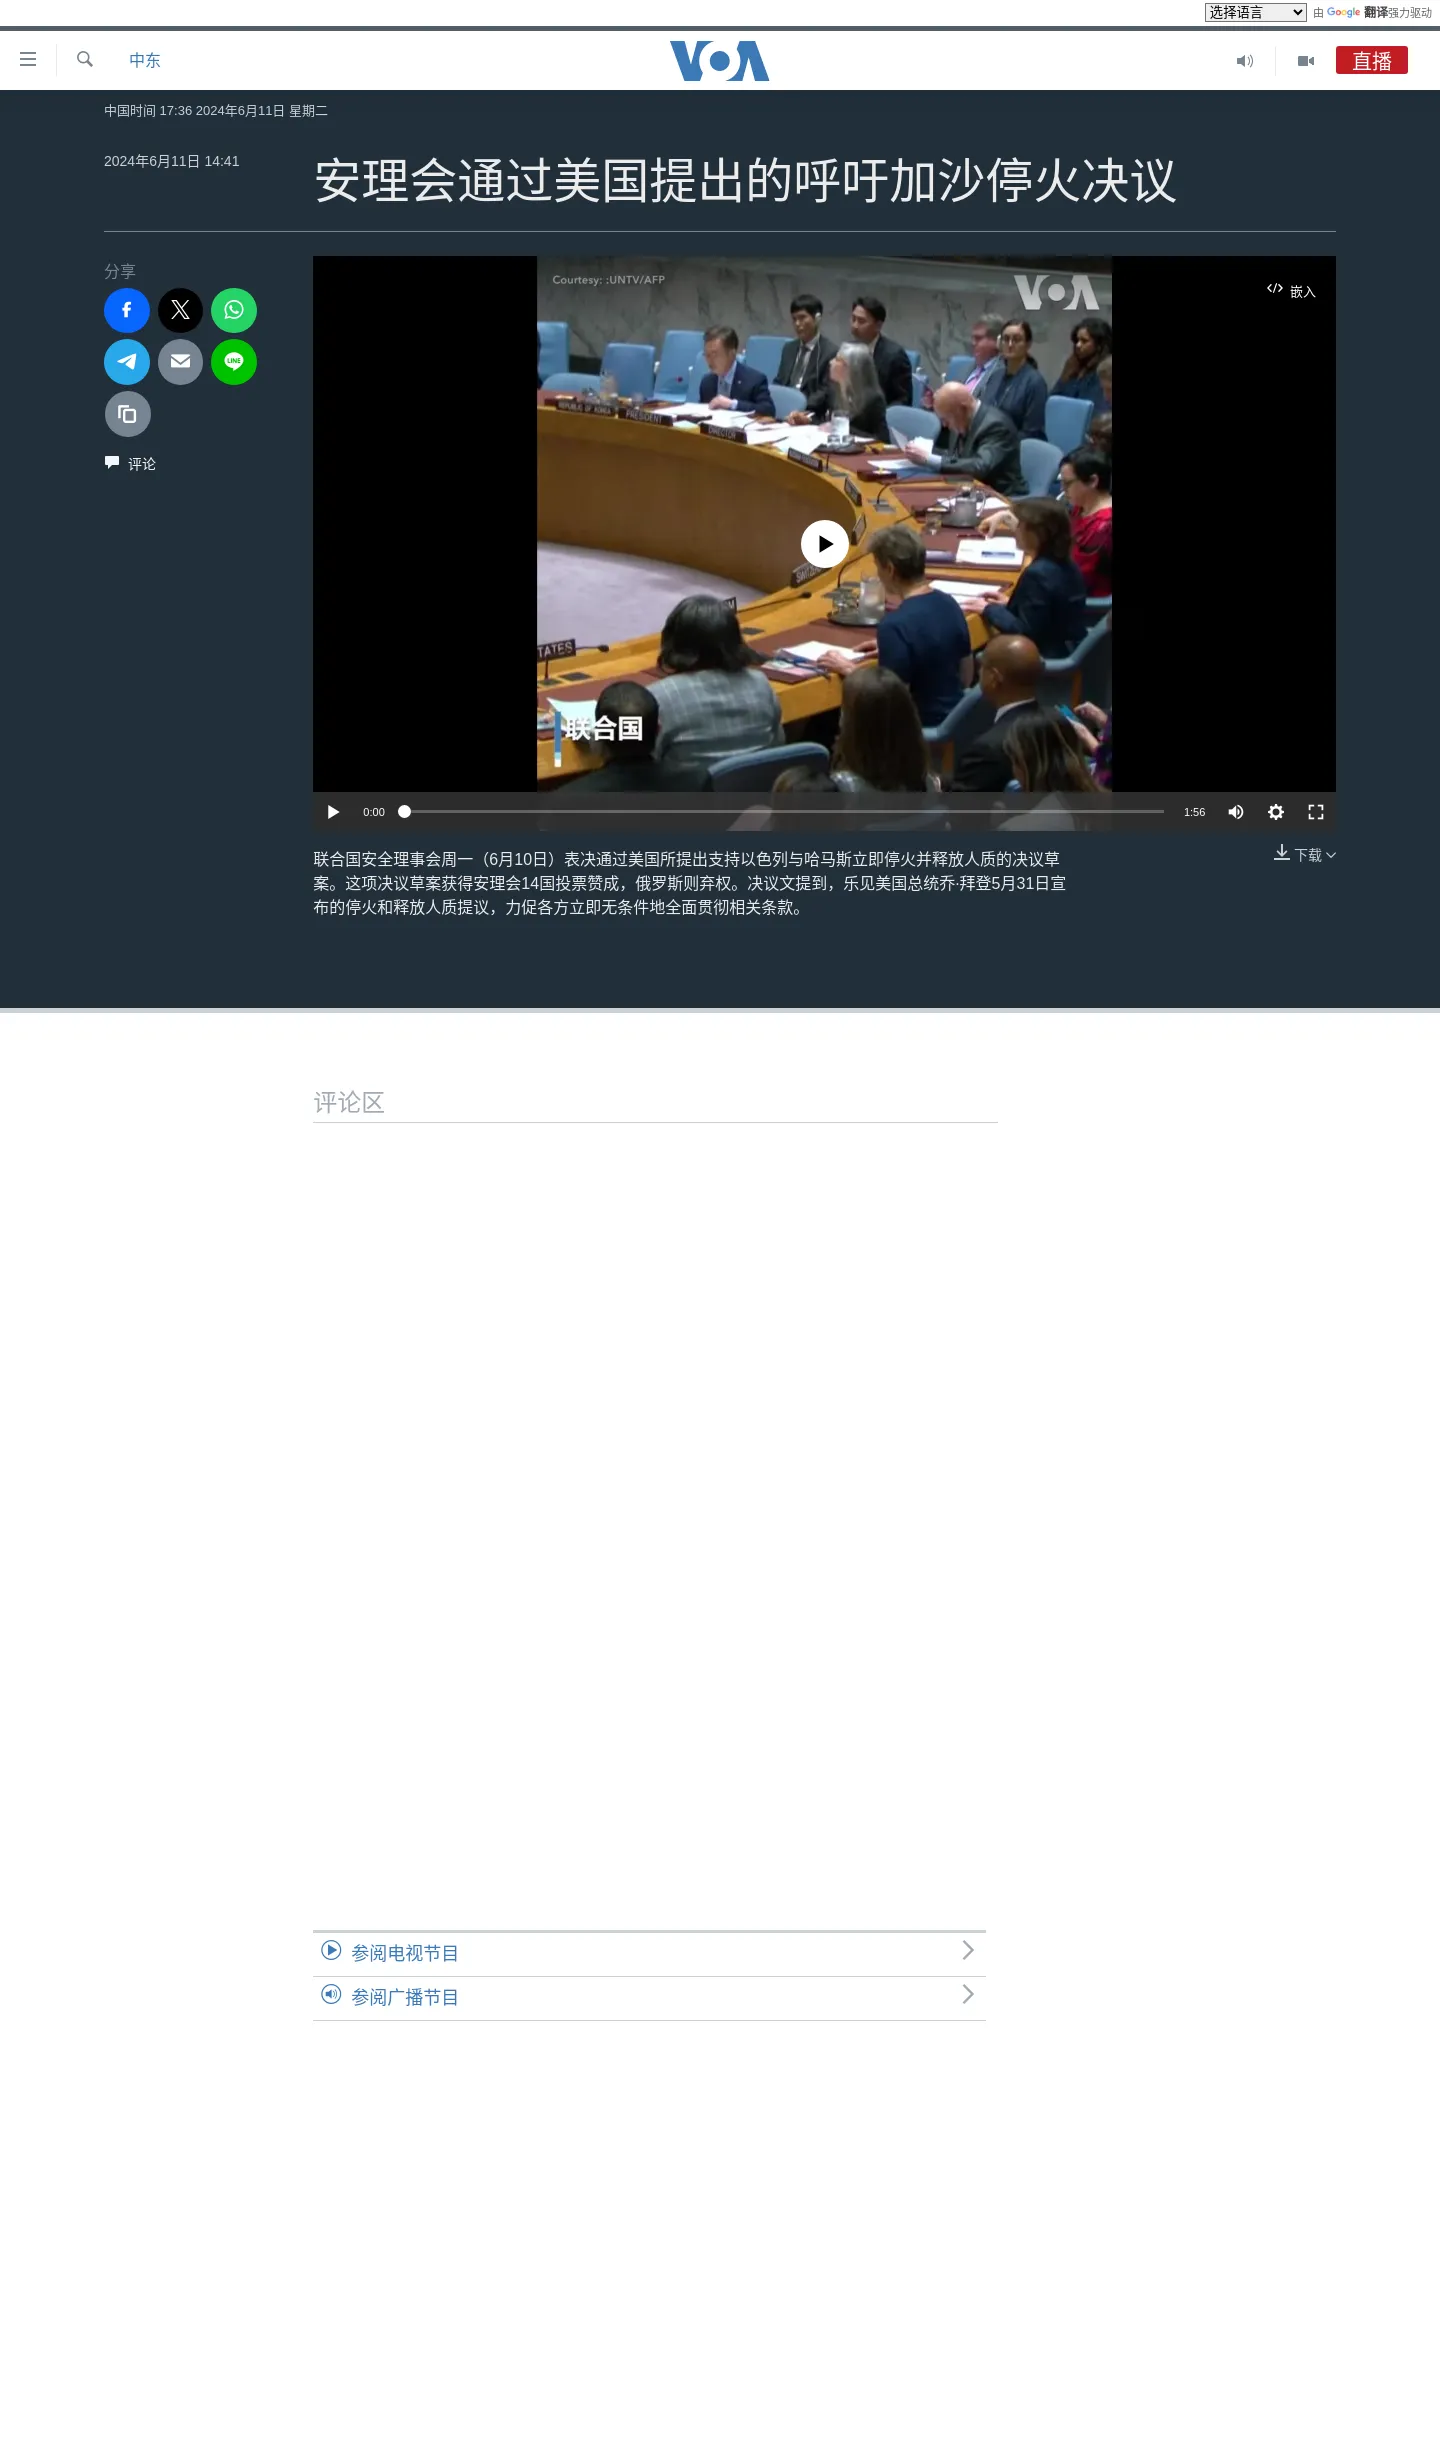 选择语言 由 Google 翻译强力驱动
中东 VOA 直播
中国时间 17:36 2024年6月11日 星期二
2024年6月11日 14:41
安理会通过美国提出的呼吁加沙停火决议
分享
Courtesy: :UNTV/AFP
VOA
嵌入
LINE
评论
REPUBLIC OF KOREA
PRESIDENT
DIRECTOR
TATES
联合国
0:00 1:56
下载
联合国安全理事会周一（6月10日）表决通过美国所提出支持以色列与哈马斯立即停火并释放人质的决议草
案。这项决议草案获得安理会14国投票赞成，俄罗斯则弃权。决议文提到，乐见美国总统乔·拜登5月31日宣
布的停火和释放人质提议，力促各方立即无条件地全面贯彻相关条款。
评论区
参阅电视节目
参阅广播节目